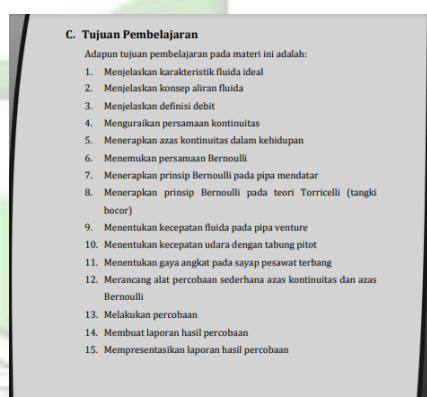 C. Tujuan Pembelajaran
Adapun tujuan pembelajaran pada materi ini adalah:
1. Menjelaskan karakteristik fluida ideal
2. Menjelaskan konsep aliran fluida
3. Menjelaskan definisi debit
4. Menguraikan persamaan kontinuitas
5. Menerapkan azas kontinuitas dalam kehidupan
6. Menemukan persamaan Bernoulli
7. Menerapkan prinsip Bernoulli pada pipa mendatar
8. Menerapkan prinsip Bernoulli pada teori Torricelli (tangki
bocor)
9. Menentukan kecepatan fluida pada pipa venture
10. Menentukan kecepatan udara dengan tabung pitot
11. Menentukan gaya angkat pada sayap pesawat terbang
12. Merancang alat percobaan sederhana azas kontinuitas dan azas
Bernoulli
13. Melakukan percobaan
14. Membuat laporan hasil percobaan
15. Mempresentasikan laporan hasil percobaan